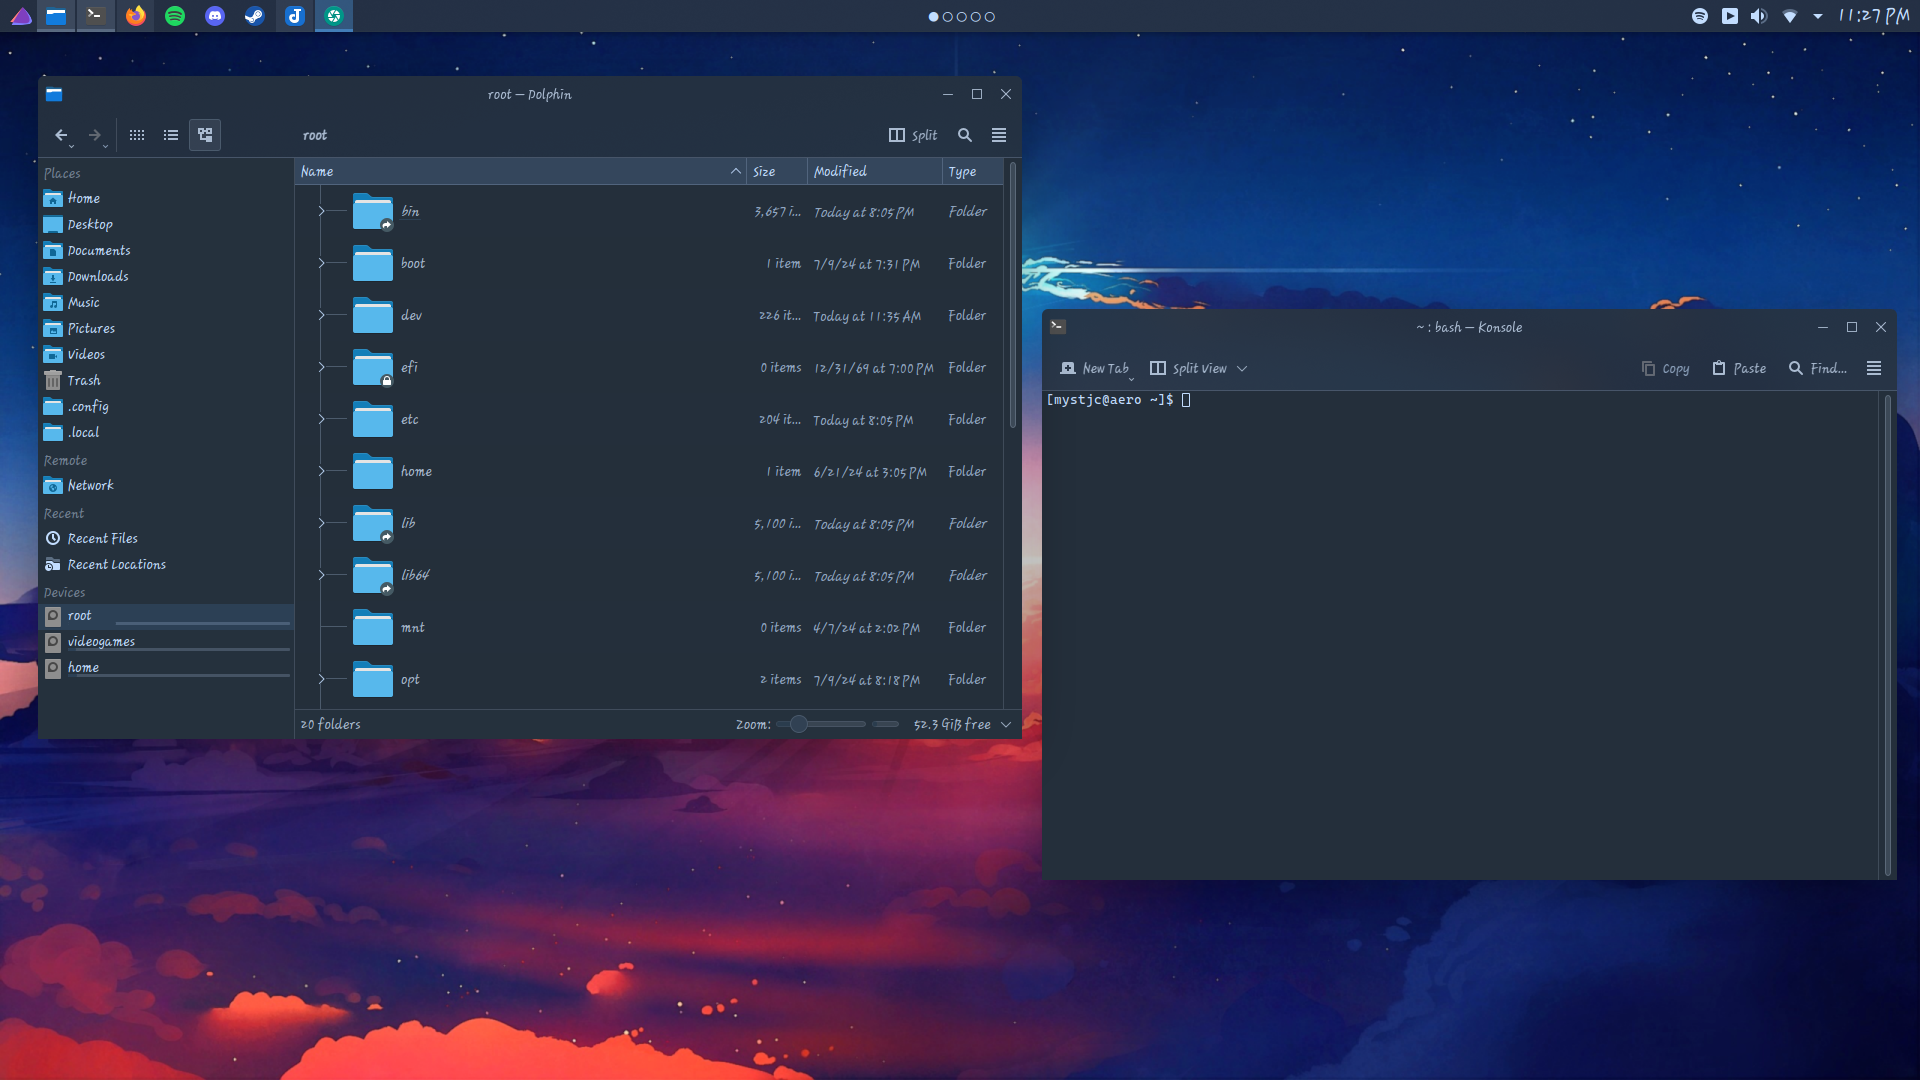 11:27 PM
root — Dolphin
root
Split
Places
Home
Desktop
Documents
Downloads
Music
Pictures
Videos
Trash
.config
.local
Remote
Network
Recent
Recent Files
Recent Locations
Devices
root
videogames
home
Name Size Modified Type
bin 3,657 i... Today at 8:05 PM Folder
boot 1 item 7/9/24 at 7:31 PM Folder
dev 226 it... Today at 11:35 AM Folder
efi 0 items 12/31/69 at 7:00 PM Folder
etc 204 it... Today at 8:05 PM Folder
home 1 item 6/21/24 at 3:05 PM Folder
lib 5,100 i... Today at 8:05 PM Folder
lib64 5,100 i... Today at 8:05 PM Folder
mnt 0 items 4/7/24 at 2:02 PM Folder
opt 2 items 7/9/24 at 8:18 PM Folder
20 folders Zoom: 52.3 GiB free
~ : bash — Konsole
New Tab Split View Copy Paste Find...
[mystjc@aero ~]$